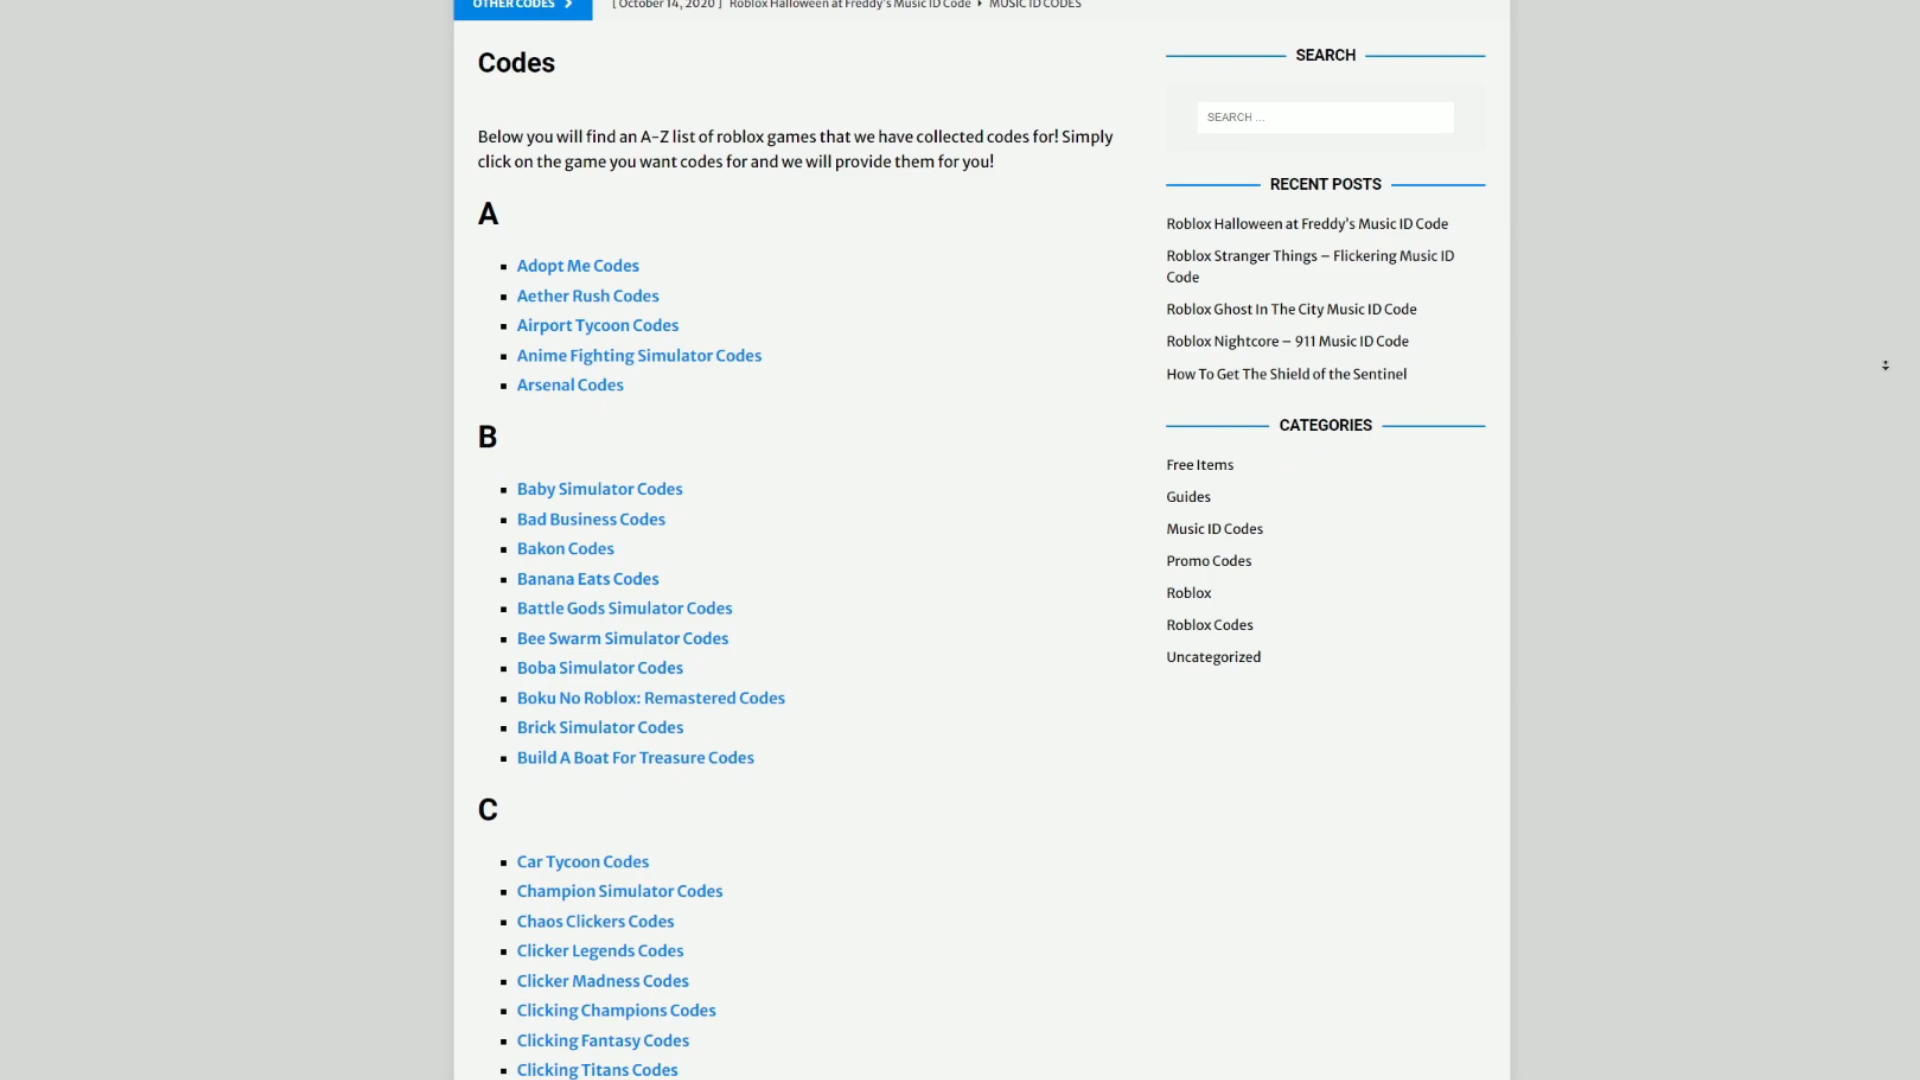 OTHER CODES
[ October 14, 2020 ] Roblox Halloween at Freddy's Music ID Code MUSIC ID CODES
Codes
Below you will find an A-Z list of roblox games that we have collected codes for! Simply
click on the game you want codes for and we will provide them for you!
A
Adopt Me Codes
Aether Rush Codes
Airport Tycoon Codes
Anime Fighting Simulator Codes
Arsenal Codes
B
Baby Simulator Codes
Bad Business Codes
Bakon Codes
Banana Eats Codes
Battle Gods Simulator Codes
Bee Swarm Simulator Codes
Boba Simulator Codes
Boku No Roblox: Remastered Codes
Brick Simulator Codes
Build A Boat For Treasure Codes
C
Car Tycoon Codes
Champion Simulator Codes
Chaos Clickers Codes
Clicker Legends Codes
Clicker Madness Codes
Clicking Champions Codes
Clicking Fantasy Codes
Clicking Titans Codes
SEARCH
SEARCH ...
RECENT POSTS
Roblox Halloween at Freddy's Music ID Code
Roblox Stranger Things – Flickering Music ID
Code
Roblox Ghost In The City Music ID Code
Roblox Nightcore – 911 Music ID Code
How To Get The Shield of the Sentinel
CATEGORIES
Free Items
Guides
Music ID Codes
Promo Codes
Roblox
Roblox Codes
Uncategorized